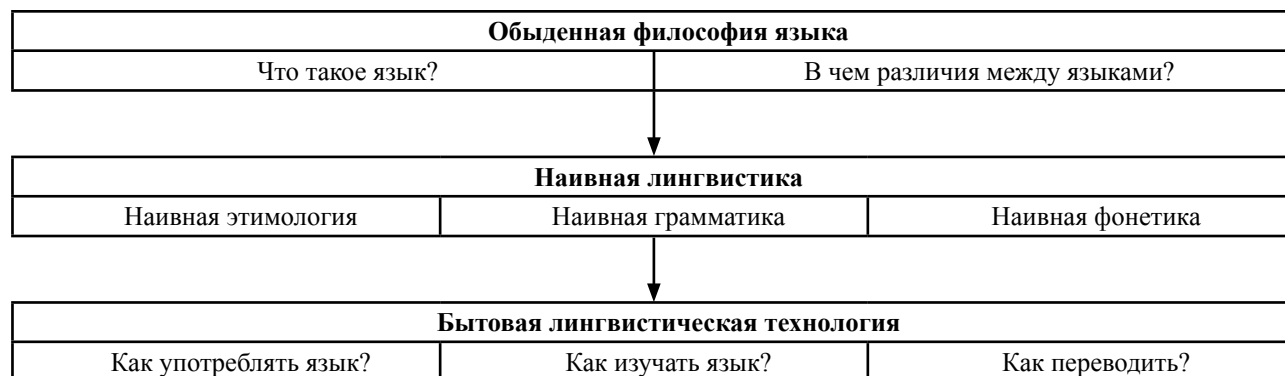 Обыденная философия языка
Что такое язык? В чем различия между языками?
Наивная лингвистика
Наивная этимология Наивная грамматика Наивная фонетика
Бытовая лингвистическая технология
Как употреблять язык? Как изучать язык? Как переводить?